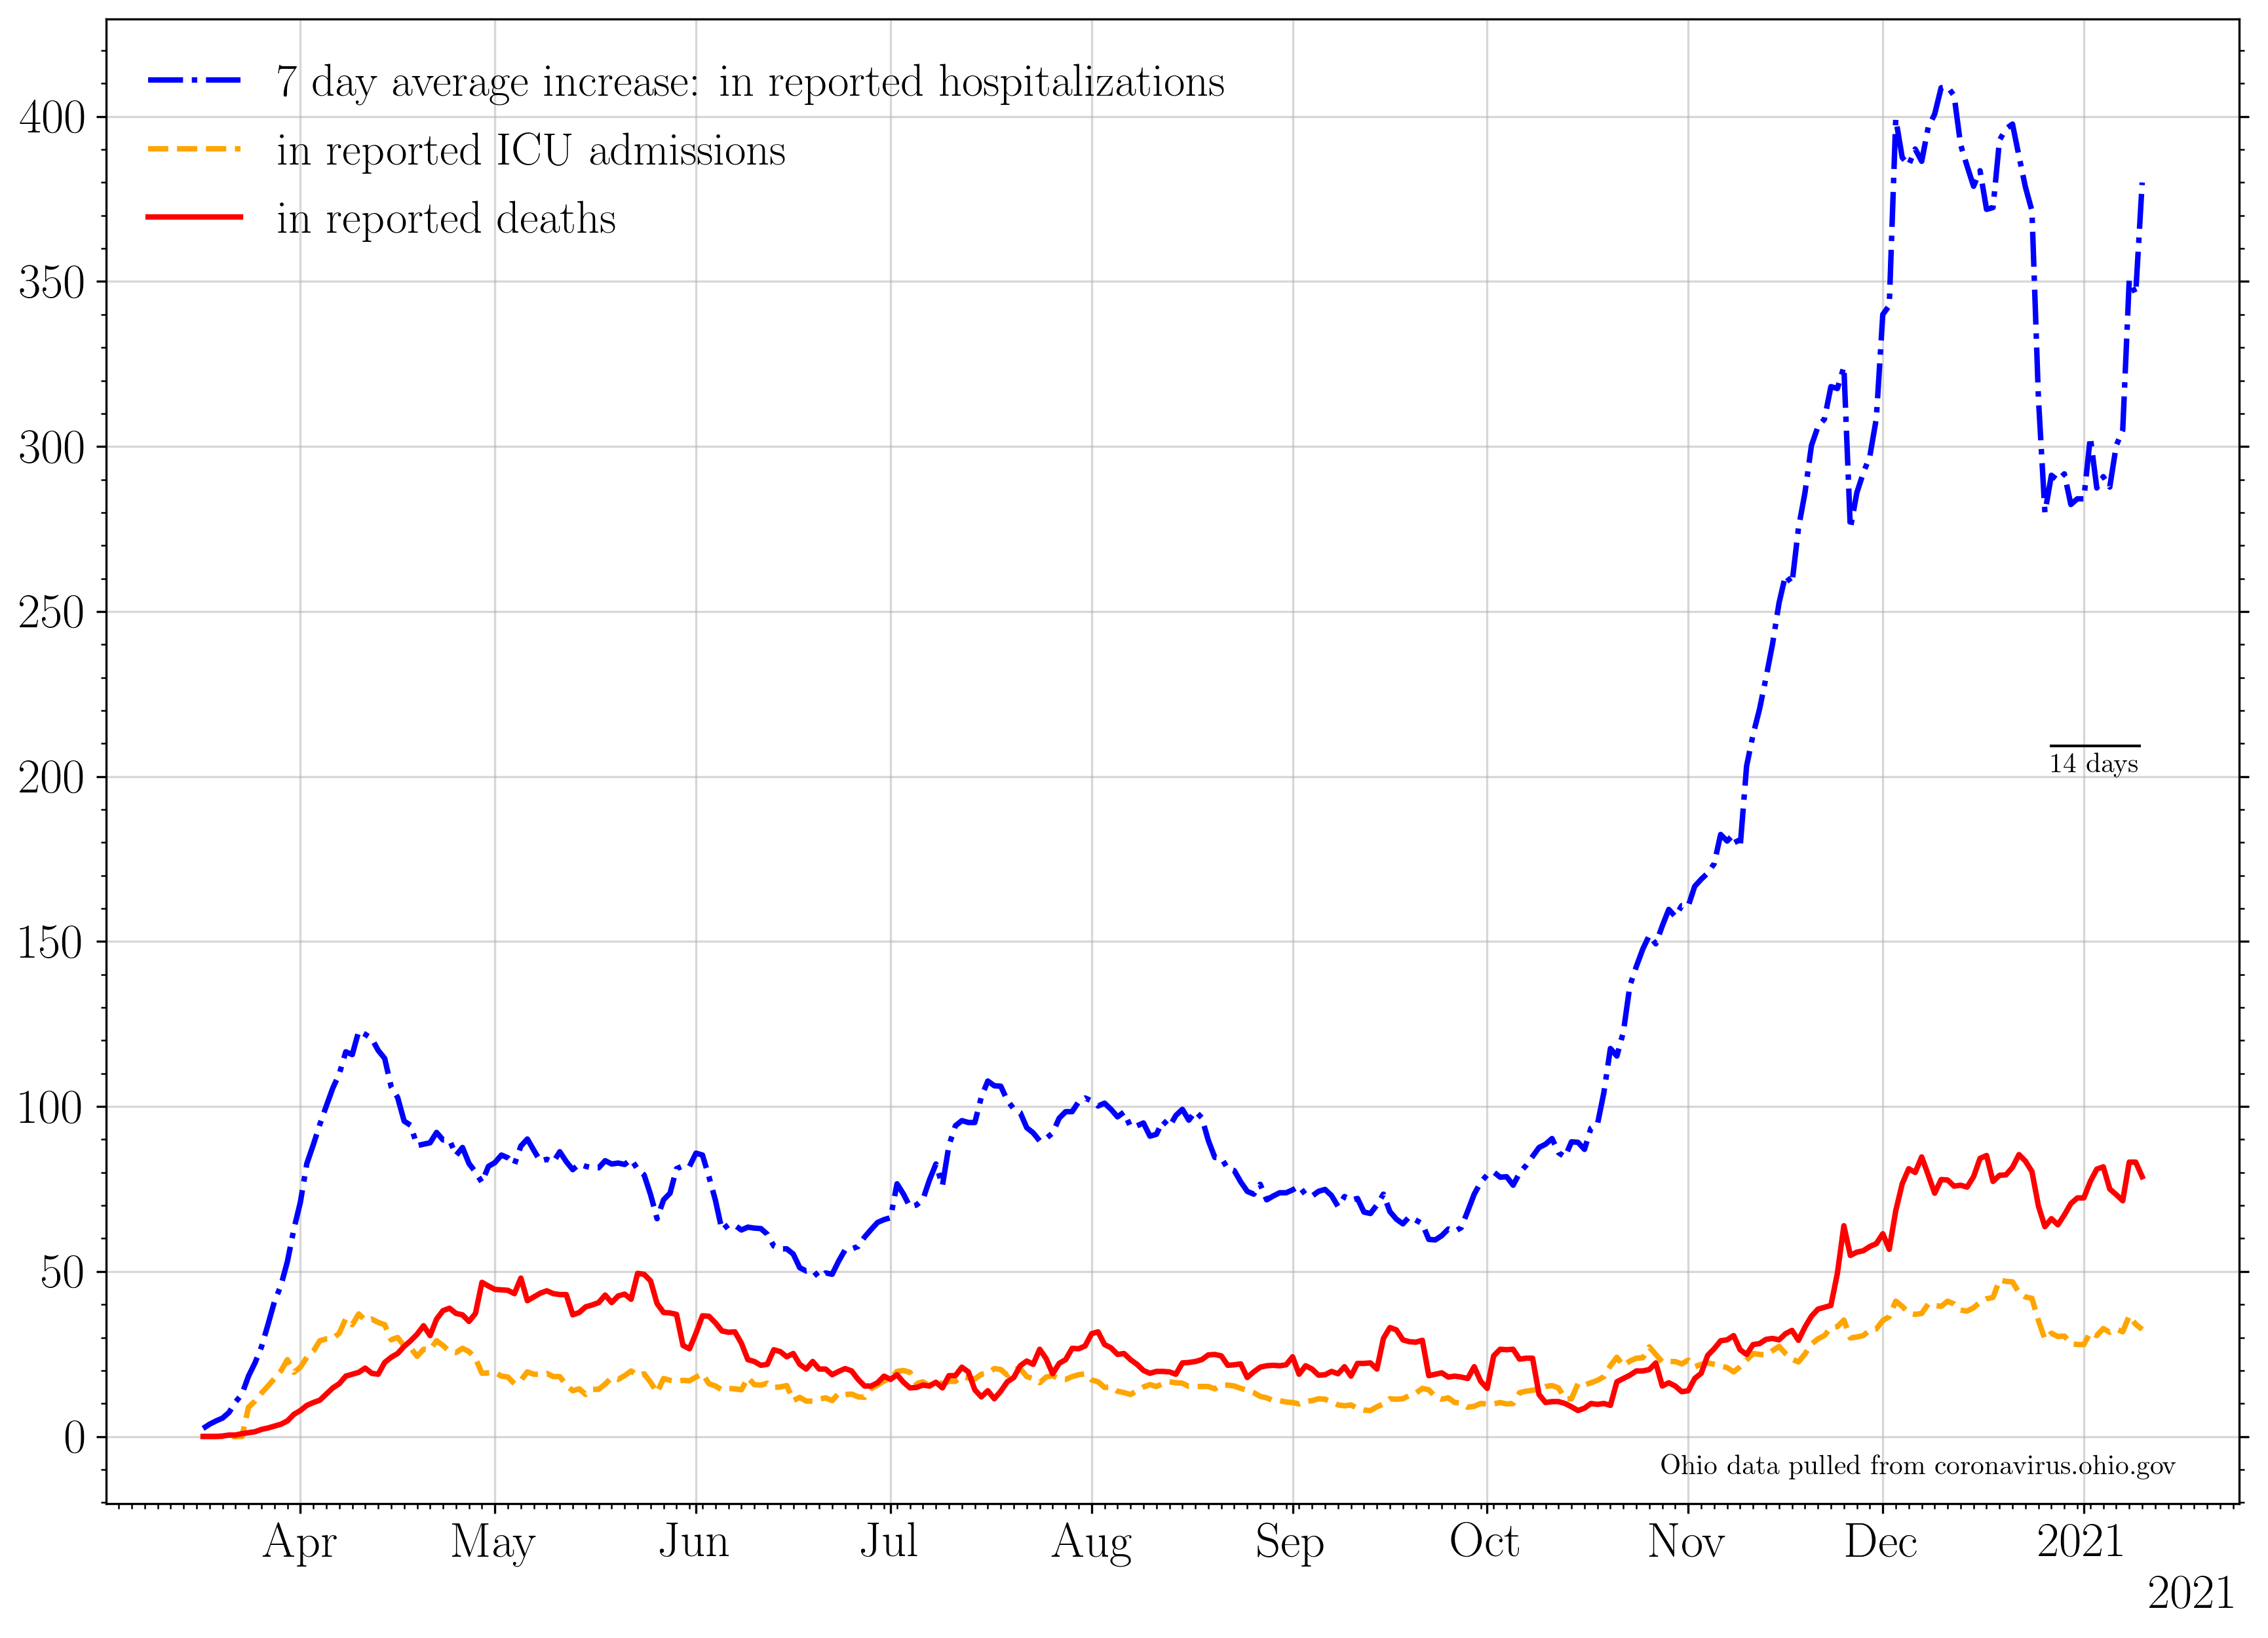 7 day average increase: in reported hospitalizations
in reported ICU admissions
in reported deaths
400
350
300
250
200
150
100
50
0
14 days
Ohio data pulled from coronavirus.ohio.gov
Apr May Jun Jul Aug Sep Oct Nov Dec 2021
2021